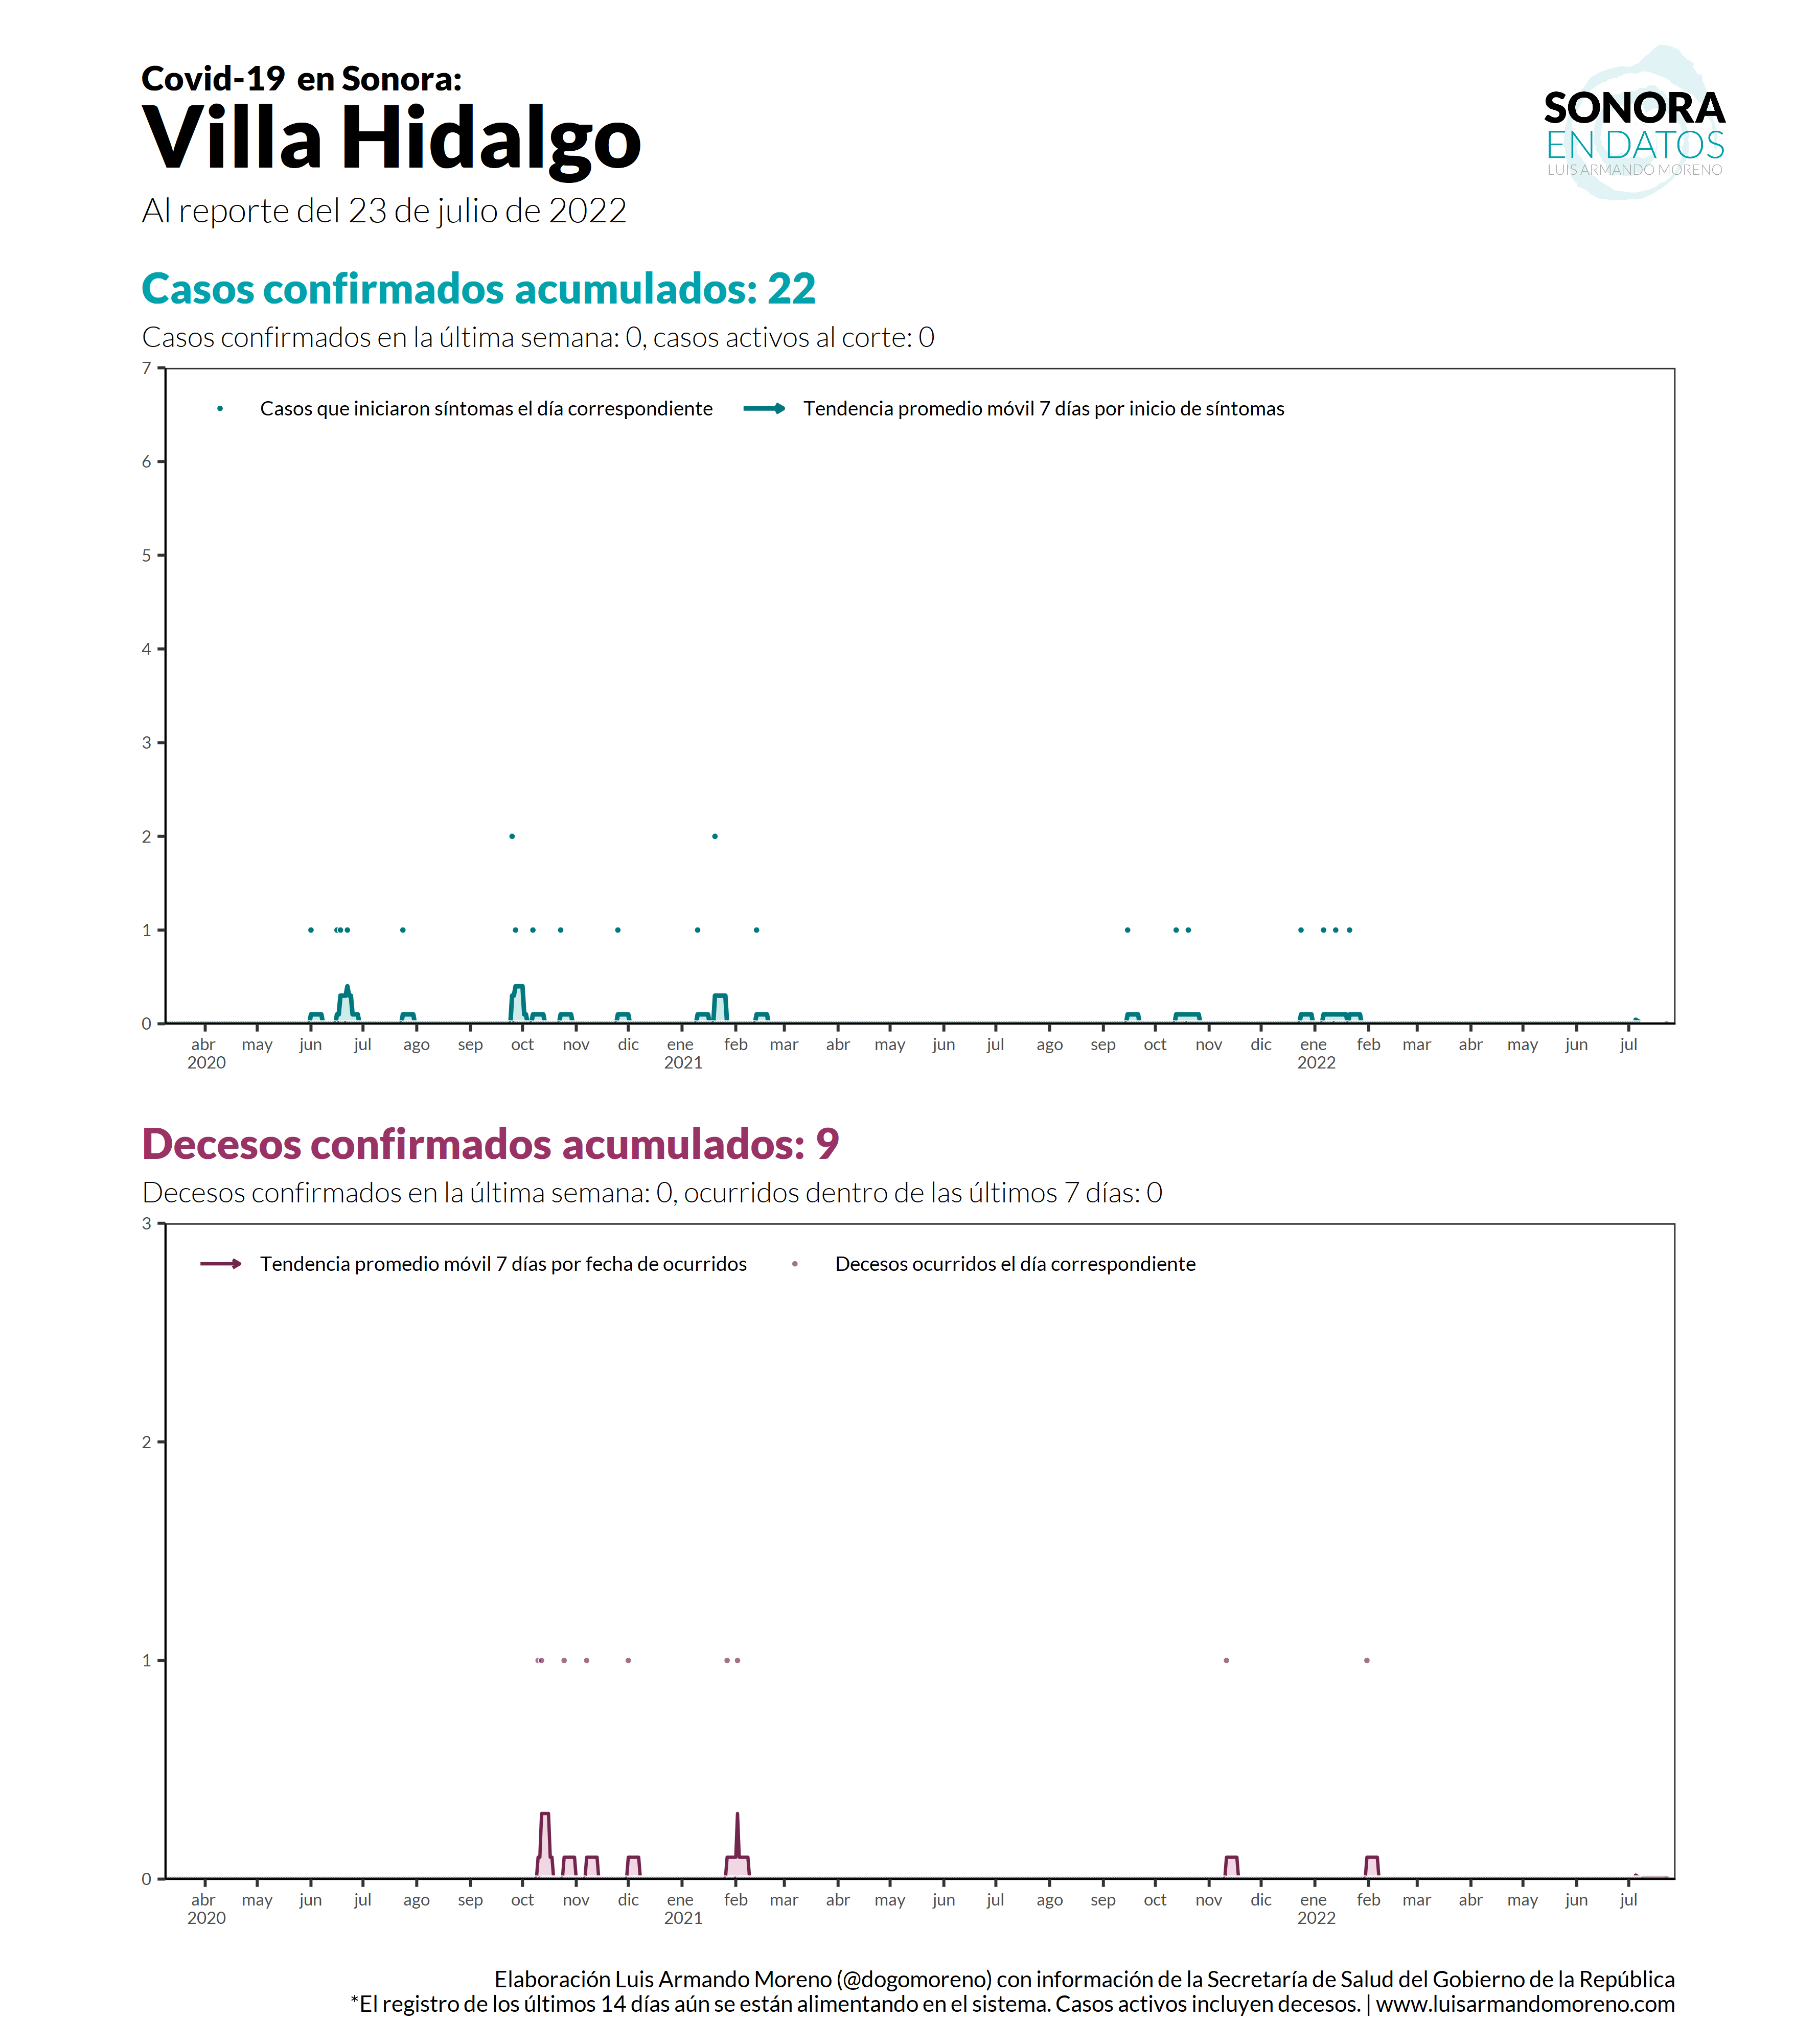 Covid-19 en Sonora:
Villa Hidalgo
Al reporte del 23 de julio de 2022
SONORA
EN DATOS
LUIS ARMANDO MORENO
Casos confirmados acumulados: 22
Casos confirmados en la última semana: 0, casos activos al corte: 0
Casos que iniciaron síntomas el día correspondiente
Tendencia promedio móvil 7 días por inicio de síntomas
7
6
5
4
3
2
1
0
abr may jun jul ago sep oct nov dic ene feb mar abr may jun jul ago sep oct nov dic ene feb mar abr may jun jul
2020 2021 2022
Decesos confirmados acumulados: 9
Decesos confirmados en la última semana: 0, ocurridos dentro de las últimos 7 días: 0
Tendencia promedio móvil 7 días por fecha de ocurridos
Decesos ocurridos el día correspondiente
3
2
1
0
abr may jun jul ago sep oct nov dic ene feb mar abr may jun jul ago sep oct nov dic ene feb mar abr may jun jul
2020 2021 2022
Elaboración Luis Armando Moreno (@dogomoreno) con información de la Secretaría de Salud del Gobierno de la República
*El registro de los últimos 14 días aún se están alimentando en el sistema. Casos activos incluyen decesos. | www.luisarmandomoreno.com